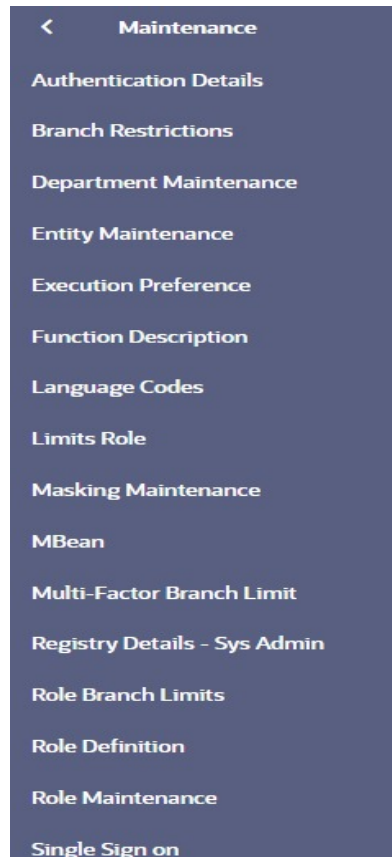 Maintenance
Authentication Details
Branch Restrictions
Department Maintenance
Entity Maintenance
Execution Preference
Function Description
Language Codes
Limits Role
Masking Maintenance
MBean
Multi-Factor Branch Limit
Registry Details - Sys Admin
Role Branch Limits
Role Definition
Role Maintenance
Single Sign on